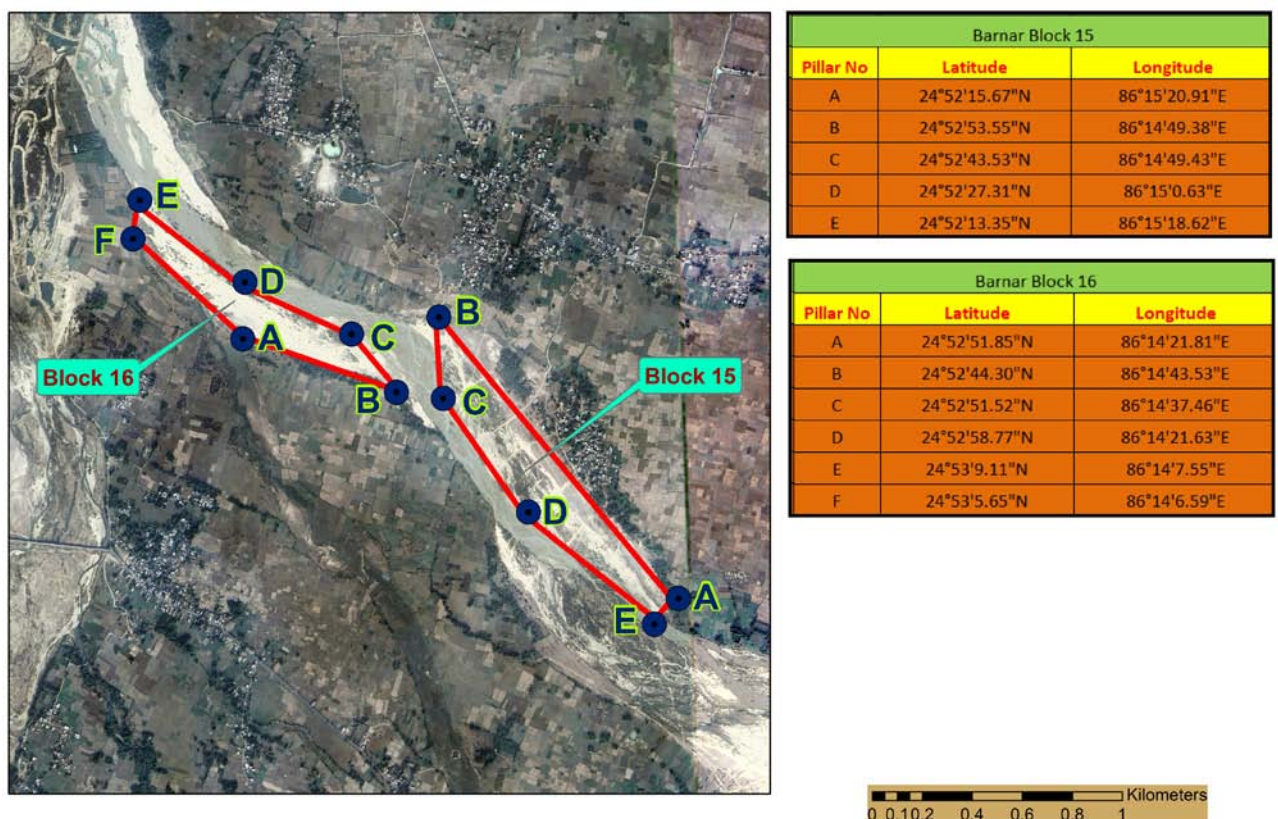 E
F
D
A
C
B
Block 16
B
C
Block 15
D
A
E
Barnar Block 15
Pillar No Latitude Longitude
A 24°52'15.67"N 86°15'20.91"E
B 24°52'53.55"N 86°14'49.38"E
C 24°52'43.53"N 86°14'49.43"E
D 24°52'27.31"N 86°15'0.63"E
E 24°52'13.35"N 86°15'18.62"E
Barnar Block 16
Pillar No Latitude Longitude
A 24°52'51.85"N 86°14'21.81"E
B 24°52'44.30"N 86°14'43.53"E
C 24°52'51.52"N 86°14'37.46"E
D 24°52'58.77"N 86°14'21.63"E
E 24°53'9.11"N 86°14'7.55"E
F 24°53'5.65"N 86°14'6.59"E
Kilometers
0 0.10.2 0.4 0.6 0.8 1